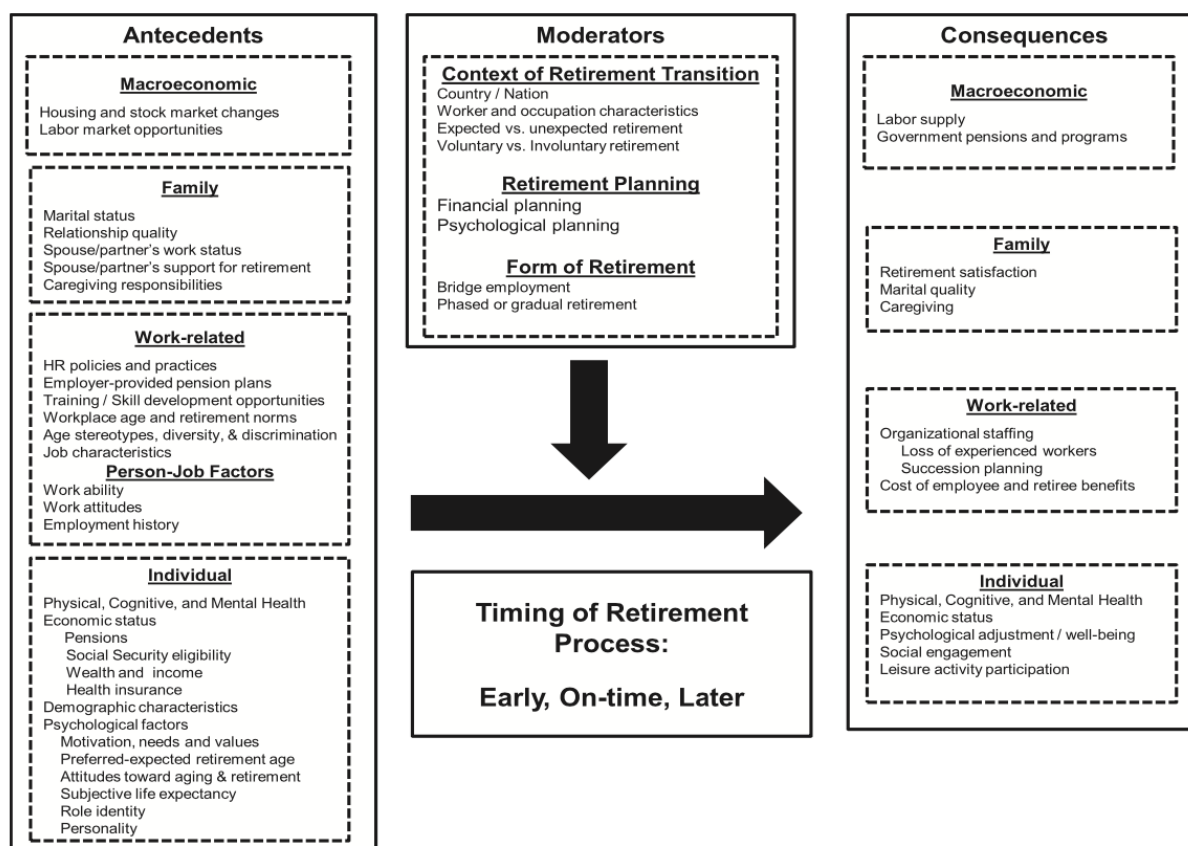 Antecedents
Macroeconomic
Housing and stock market changes
Labor market opportunities
Family
Marital status
Relationship quality
Spouse/partner's work status
Spouse/partner's support for retirement
Caregiving responsibilities
Work-related
HR policies and practices
Employer-provided pension plans
Training / Skill development opportunities
Workplace age and retirement norms
Age stereotypes, diversity, & discrimination
Job characteristics
Person-Job Factors
Work ability
Work attitudes
Employment history
Individual
Physical, Cognitive, and Mental Health
Economic status
Pensions
Social Security eligibility
Wealth and income
Health insurance
Demographic characteristics
Psychological factors
Motivation, needs and values
Preferred-expected retirement age
Attitudes toward aging & retirement
Subjective life expectancy
Role identity
Personality
Moderators
Context of Retirement Transition
Country / Nation
Worker and occupation characteristics
Expected vs. unexpected retirement
Voluntary vs. Involuntary retirement
Retirement Planning
Financial planning
Psychological planning
Form of Retirement
Bridge employment
Phased or gradual retirement
Timing of Retirement
Process:
Early, On-time, Later
Consequences
Macroeconomic
Labor supply
Government pensions and programs
Family
Retirement satisfaction
Marital quality
Caregiving
Work-related
Organizational staffing
Loss of experienced workers
Succession planning
Cost of employee and retiree benefits
Individual
Physical, Cognitive, and Mental Health
Economic status
Psychological adjustment / well-being
Social engagement
Leisure activity participation